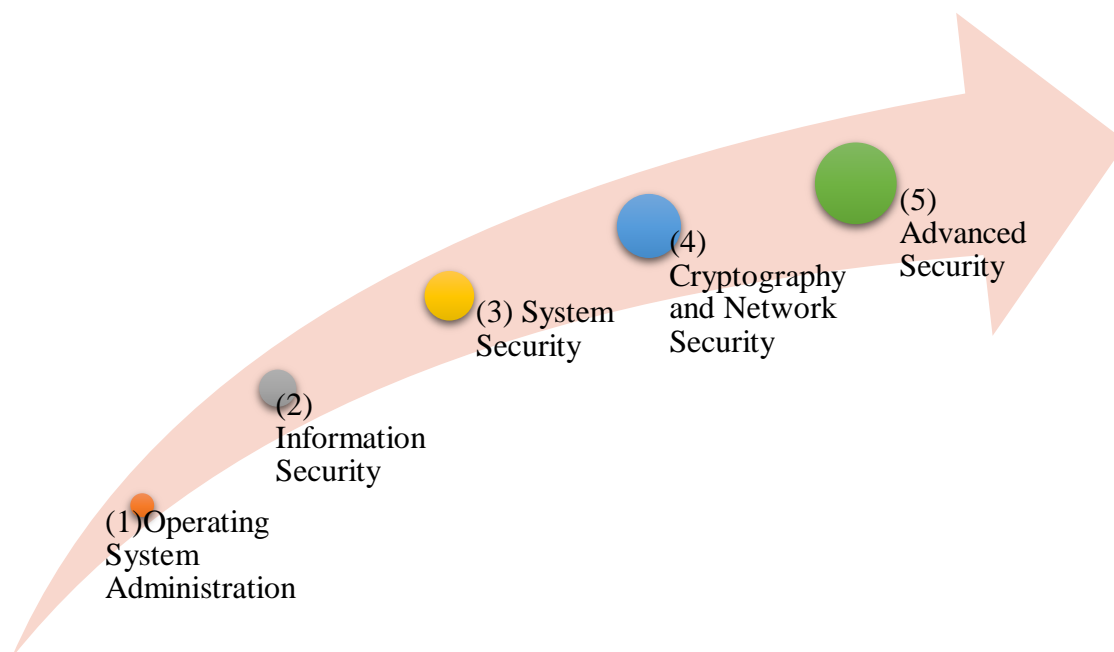 (1)Operating
System
Administration
(2)
Information
Security
(3) System
Security
(4)
Cryptography
and Network
Security
(5)
Advanced
Security